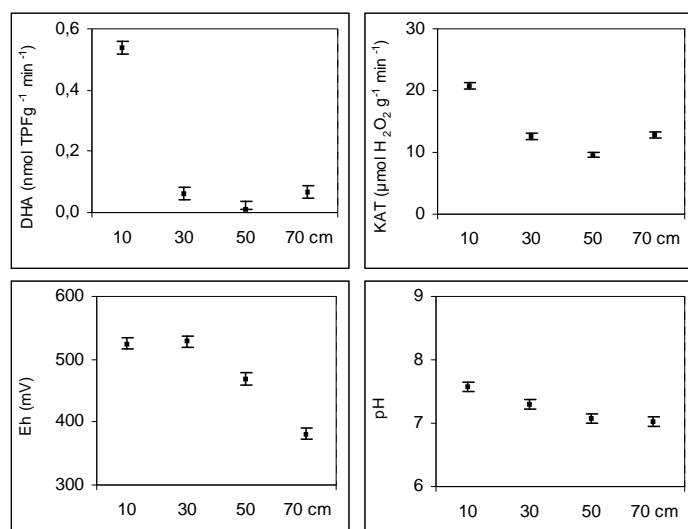 DHA (nmol TPFg⁻¹ min⁻¹)
0,6
0,4
0,2
0,0
10 30 50 70 cm
KAT (µmol H₂O₂ g⁻¹ min⁻¹)
30
20
10
0
10 30 50 70 cm
Eh (mV)
600
500
400
300
10 30 50 70 cm
pH
9
8
7
6
10 30 50 70 cm